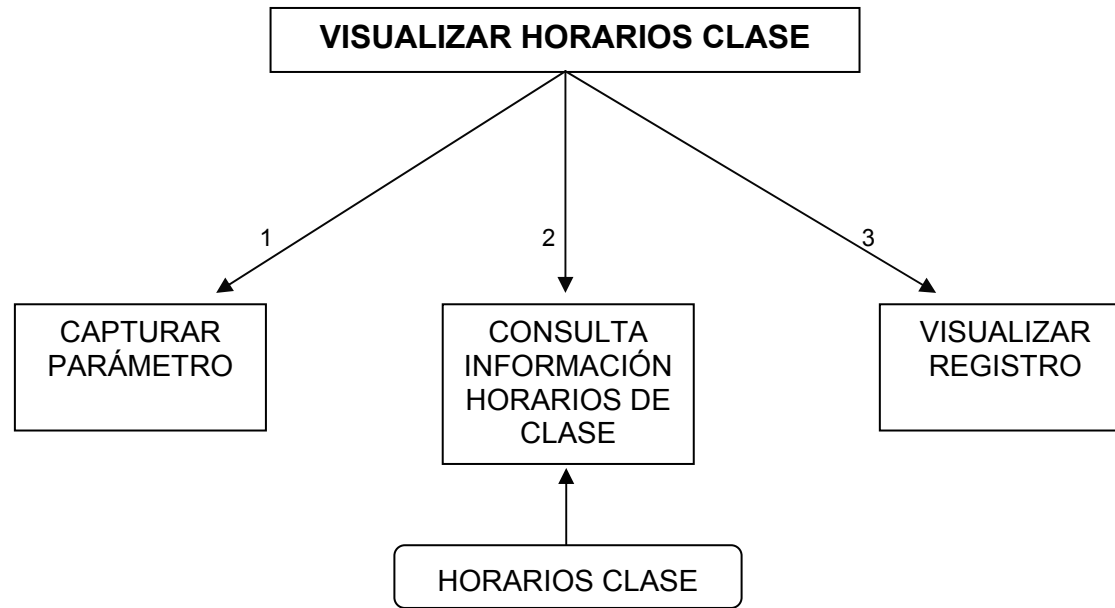 VISUALIZAR HORARIOS CLASE
1
2
3
CAPTURAR
PARÁMETRO
CONSULTA
INFORMACIÓN
HORARIOS DE
CLASE
VISUALIZAR
REGISTRO
HORARIOS CLASE